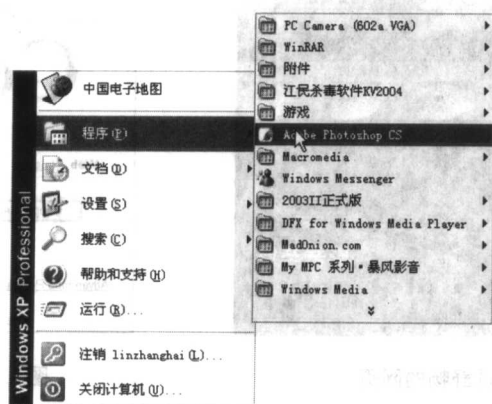 Windows XP Professional
中国电子地图
程序(P)
文档(D)
设置(S)
搜索(C)
帮助和支持(H)
运行(R)...
注销 linzhanghai(L)...
关闭计算机(U)...
PC Camera (602a VGA)
WinRAR
附件
江民杀毒软件KV2004
游戏
Adobe Photoshop CS
Macromedia
Windows Messenger
2003II正式版
DFX for Windows Media Player
MadOnion.com
My MPC 系列·暴风影音
Windows Media